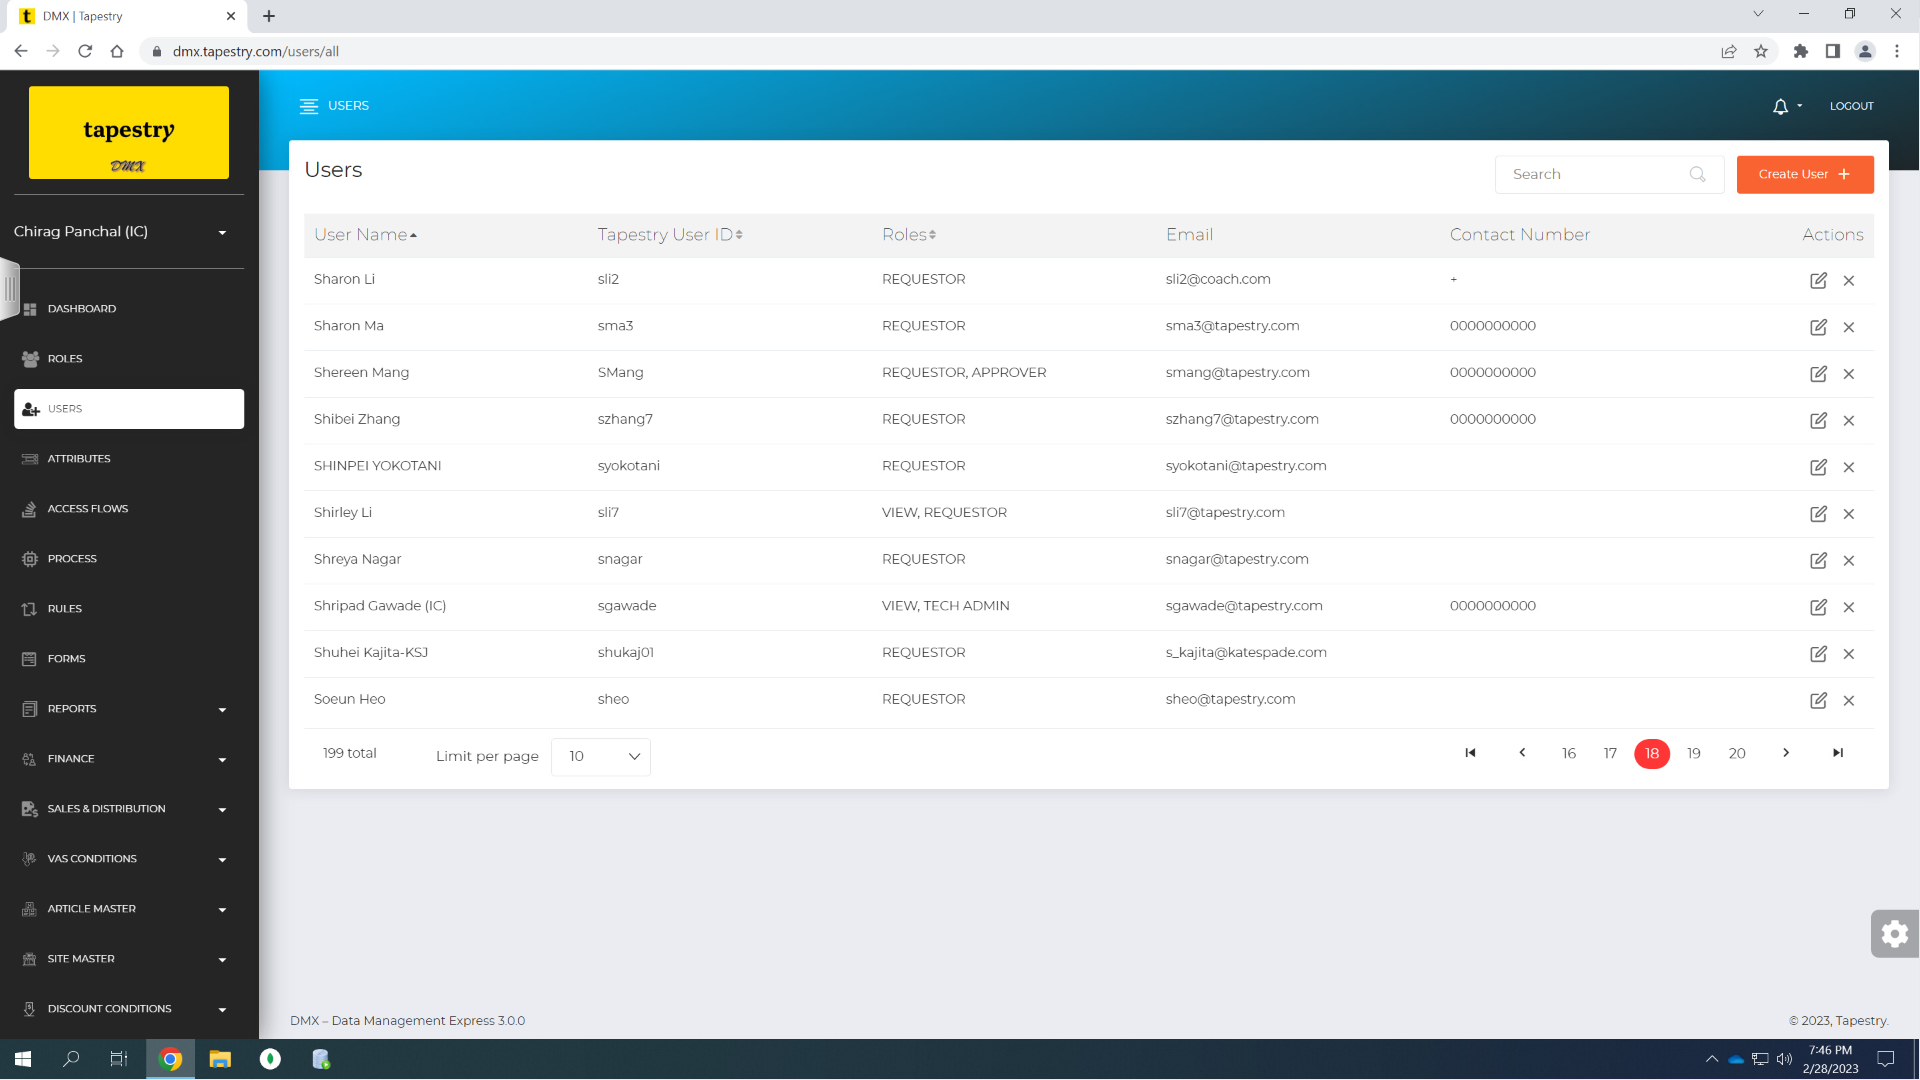 DMX | Tapestry
dmx.tapestry.com/users/all
tapestry
DMX
USERS
LOGOUT
Chirag Panchal (IC)
DASHBOARD
ROLES
USERS
ATTRIBUTES
ACCESS FLOWS
PROCESS
RULES
FORMS
REPORTS
FINANCE
SALES & DISTRIBUTION
VAS CONDITIONS
ARTICLE MASTER
SITE MASTER
DISCOUNT CONDITIONS
Users
Search
Create User +
User Name Tapestry User ID Roles Email Contact Number Actions
Sharon Li sli2 REQUESTOR sli2@coach.com +
Sharon Ma sma3 REQUESTOR sma3@tapestry.com 0000000000
Shereen Mang SMang REQUESTOR, APPROVER smang@tapestry.com 0000000000
Shibei Zhang szhang7 REQUESTOR szhang7@tapestry.com 0000000000
SHINPEI YOKOTANI syokotani REQUESTOR syokotani@tapestry.com
Shirley Li sli7 VIEW, REQUESTOR sli7@tapestry.com
Shreya Nagar snagar REQUESTOR snagar@tapestry.com
Shripad Gawade (IC) sgawade VIEW, TECH ADMIN sgawade@tapestry.com 0000000000
Shuhei Kajita-KSJ shukaj01 REQUESTOR s_kajita@katespade.com
Soeun Heo sheo REQUESTOR sheo@tapestry.com
199 total Limit per page 10 16 17 18 19 20
DMX – Data Management Express 3.0.0
© 2023, Tapestry.
7:46 PM
2/28/2023